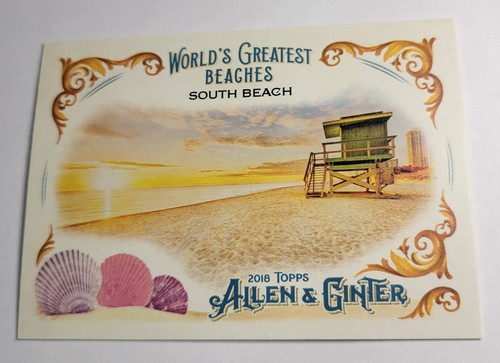 WORLD'S GREATEST
BEACHES
SOUTH BEACH
2018 TOPPS
ALLEN & GINTER